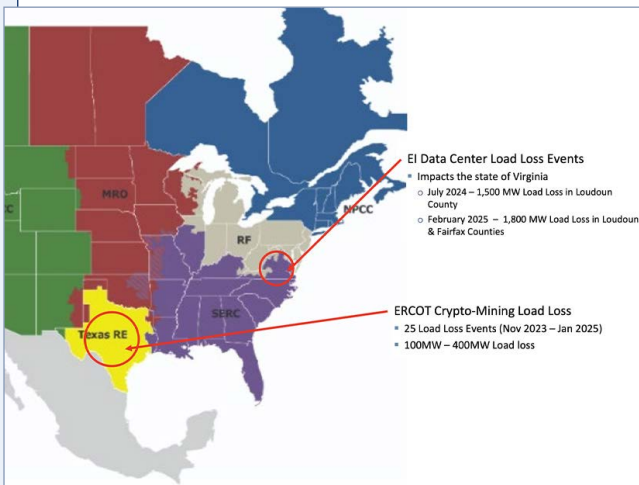 C
MRO
NPCC
RF
SERC
Texas RE
EI Data Center Load Loss Events
▪ Impacts the state of Virginia
o July 2024 – 1,500 MW Load Loss in Loudoun
County
o February 2025 – 1,800 MW Load Loss in Loudoun
& Fairfax Counties
ERCOT Crypto-Mining Load Loss
▪ 25 Load Loss Events (Nov 2023 – Jan 2025)
▪ 100MW – 400MW Load loss